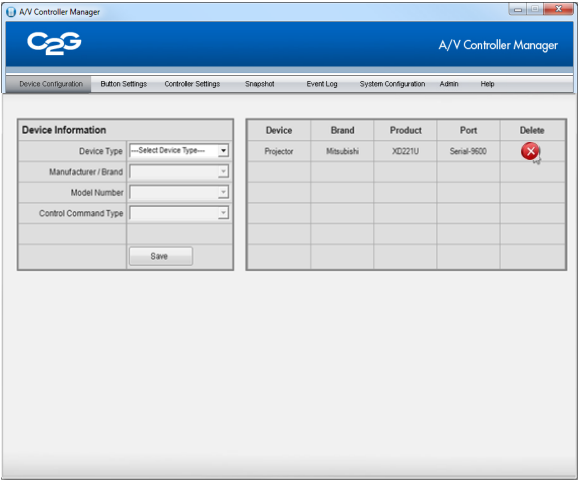 A/V Controller Manager
C2G
A/V Controller Manager
Device Configuration Button Settings Controller Settings Snapshot Event Log System Configuration Admin Help
Device Information
Device Type ---Select Device Type---
Manufacturer / Brand
Model Number
Control Command Type
Save
Device Brand Product Port Delete
Projector Mitsubishi XD221U Serial-9600